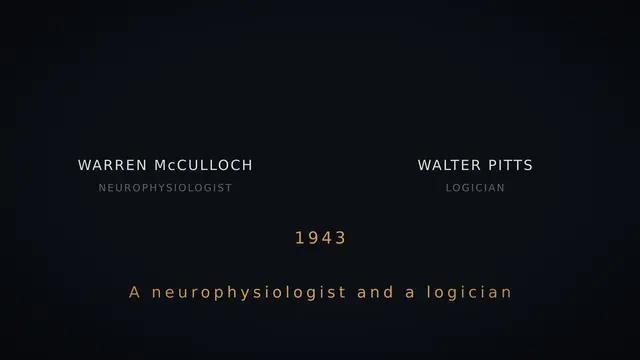 WARREN McCULLOCH
NEUROPHYSIOLOGIST
WALTER PITTS
LOGICIAN
1943
A neurophysiologist and a logician